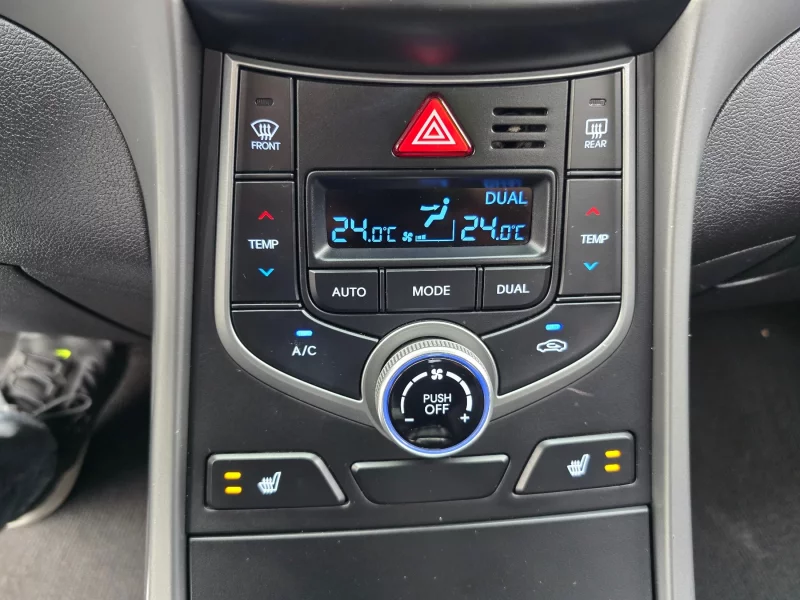 FRONT
REAR
DUAL
24.0°C 24.0°C
TEMP
TEMP
AUTO MODE DUAL
A/C
PUSH
OFF
- +